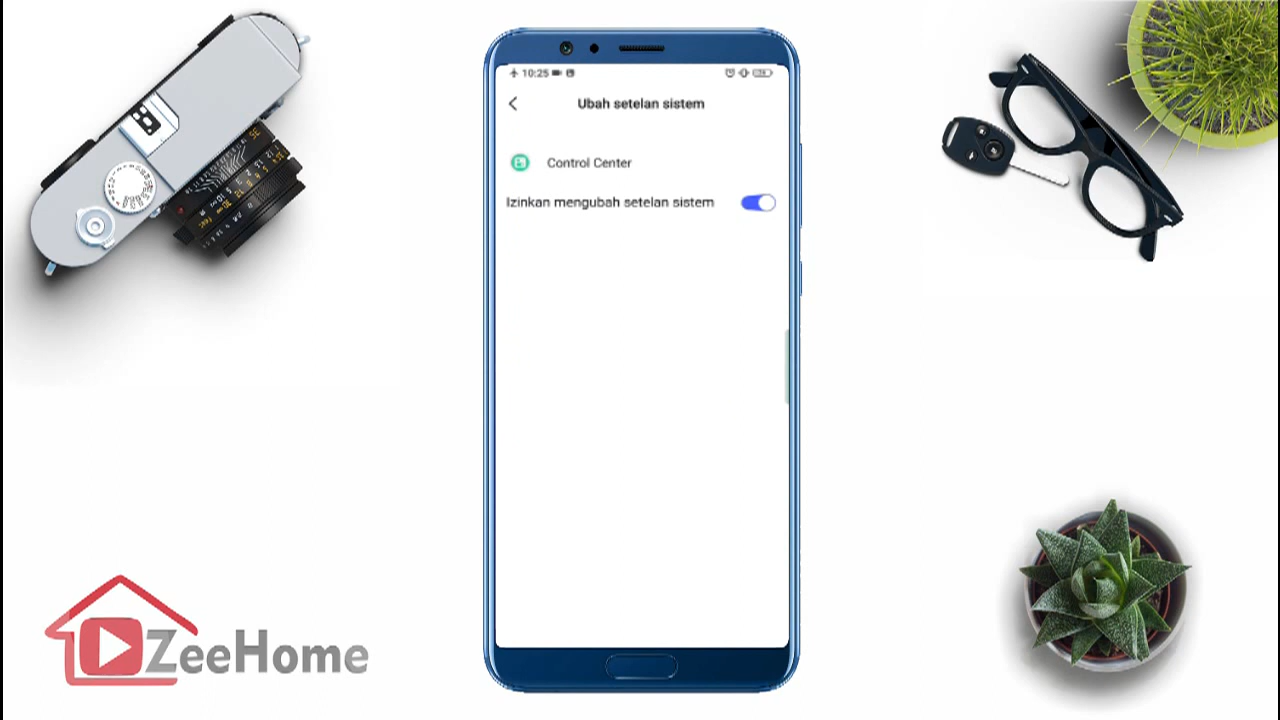 10:25
Ubah setelan sistem
Control Center
Izinkan mengubah setelan sistem
ZeeHome